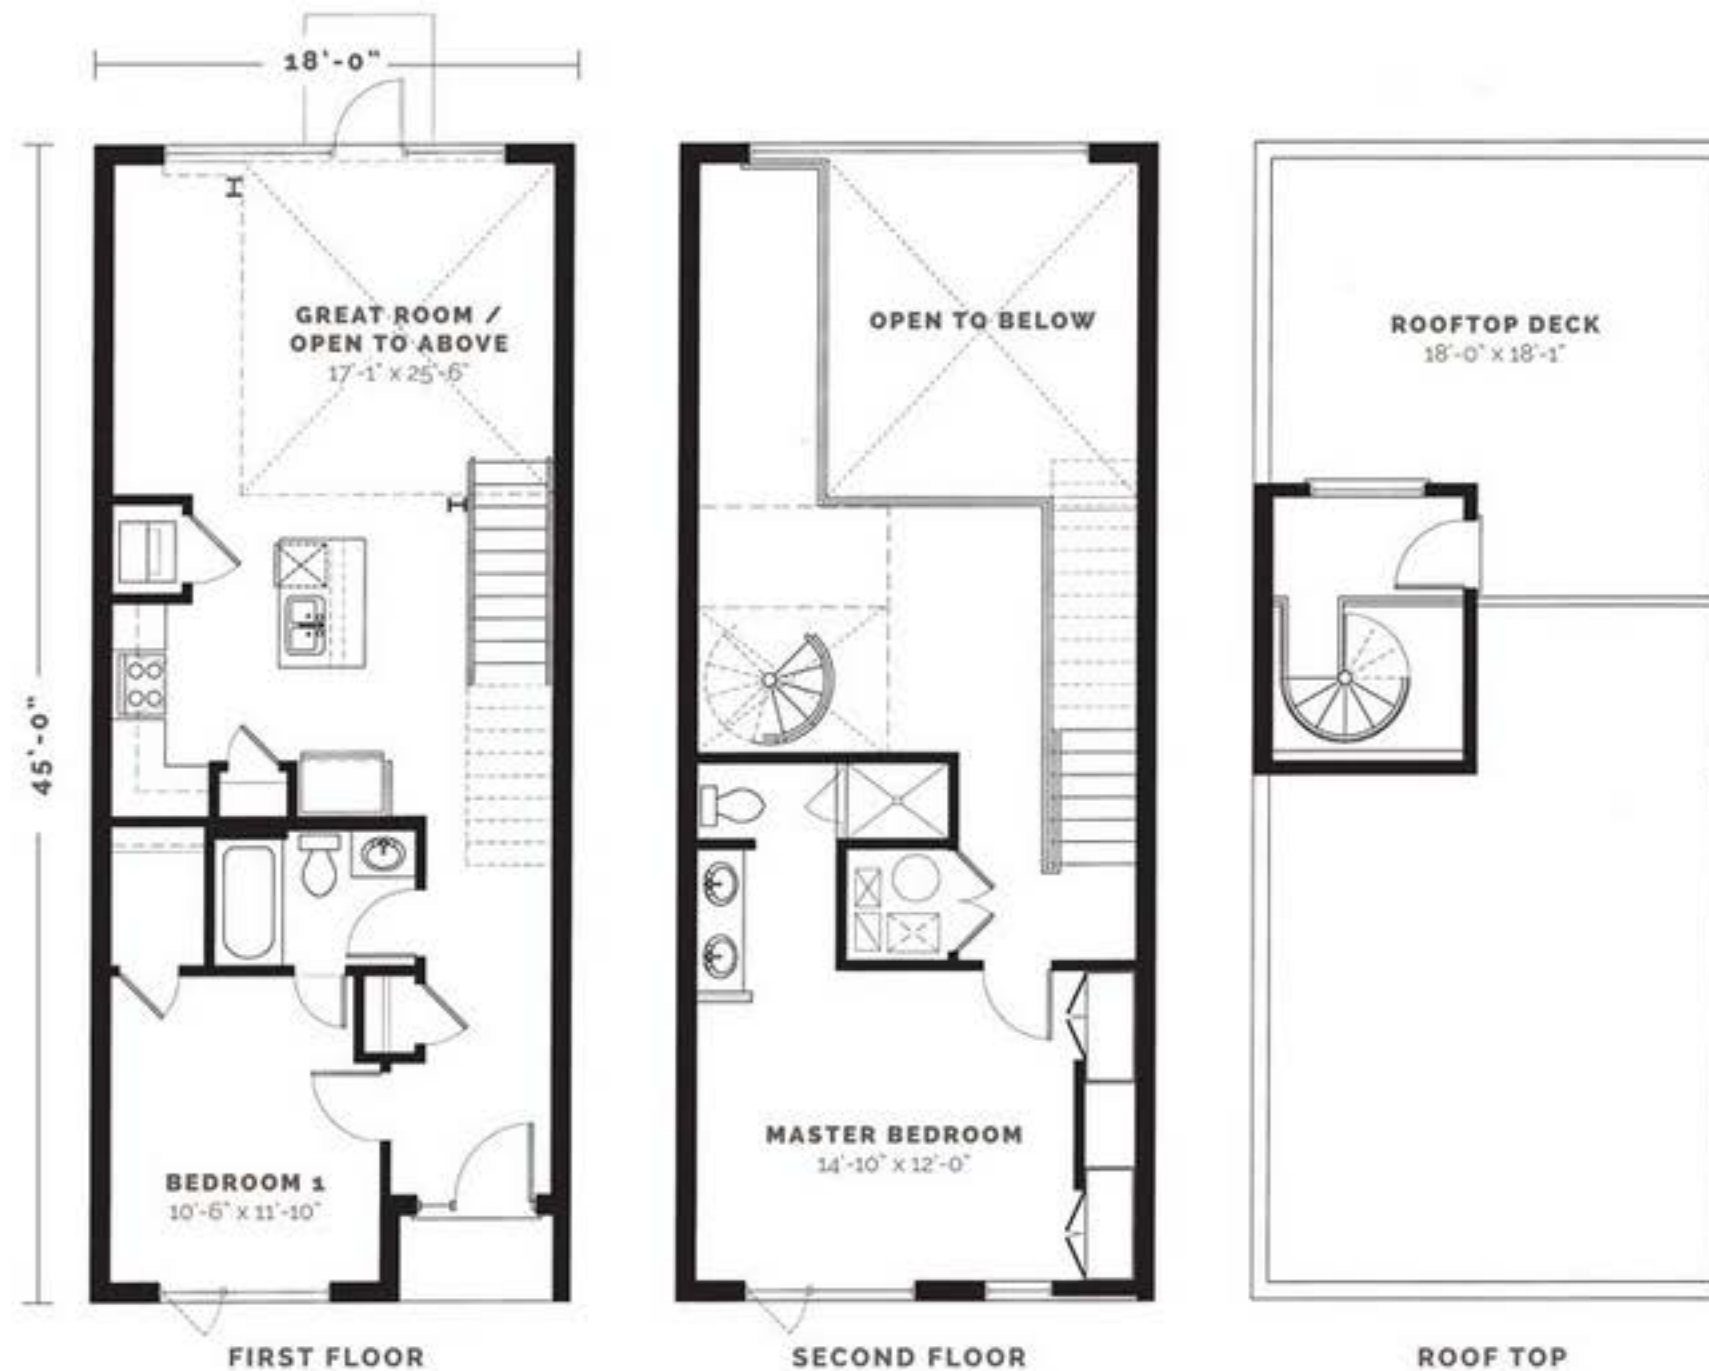 18'-0"
45'-0"
GREAT ROOM /
OPEN TO ABOVE
17'-1" x 25'-6"
BEDROOM 1
10'-6" x 11'-10"
FIRST FLOOR
OPEN TO BELOW
MASTER BEDROOM
14'-10" x 12'-0"
SECOND FLOOR
ROOFTOP DECK
18'-0" x 18'-1"
ROOF TOP